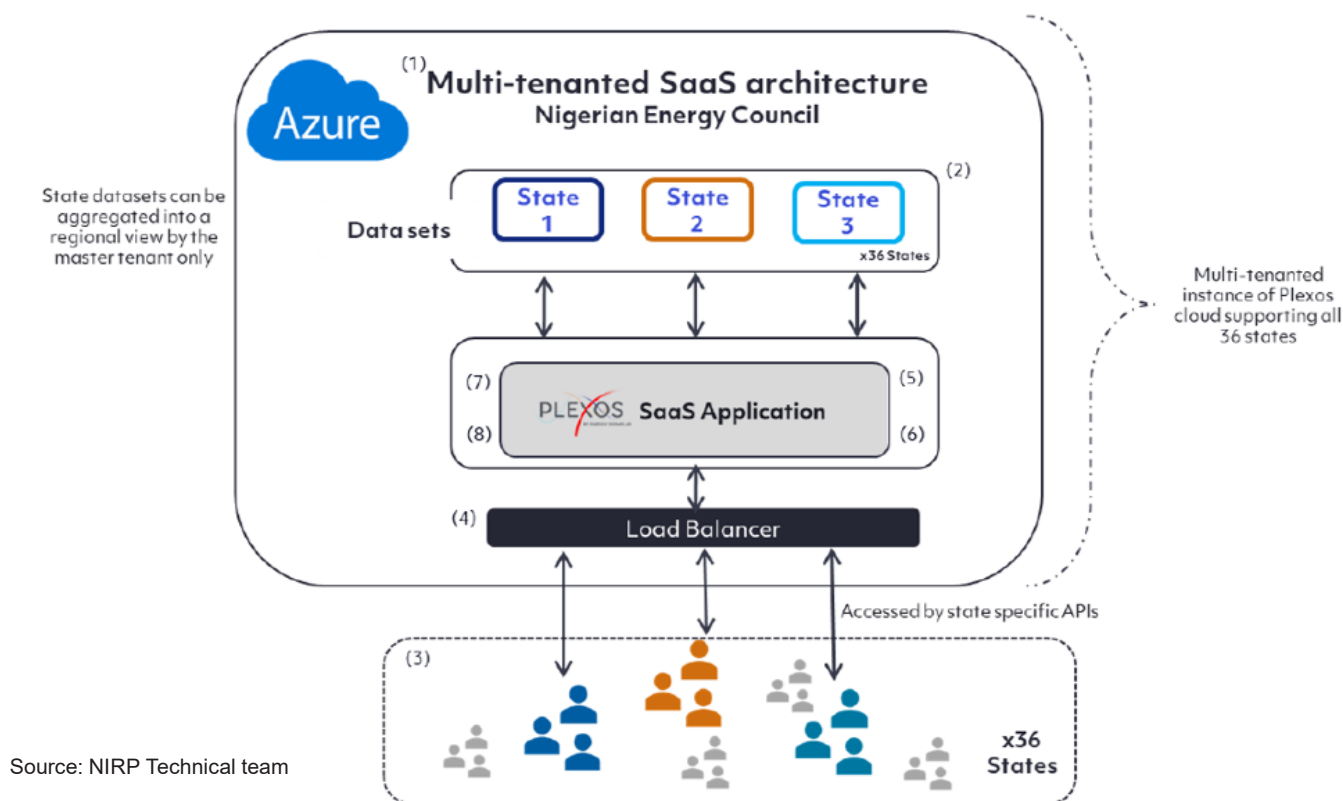 (1)
Multi-tenanted SaaS architecture
Azure
Nigerian Energy Council
State datasets can be
aggregated into a
regional view by the
master tenant only
(2)
Data sets
State
1
State
2
State
3
x36 States
Multi-tenanted
instance of Plexos
cloud supporting all
36 states
(7)
(5)
PLEXOS
SaaS Application
(8)
(6)
(4)
Load Balancer
Accessed by state specific APIs
(3)
x36
States
Source: NIRP Technical team